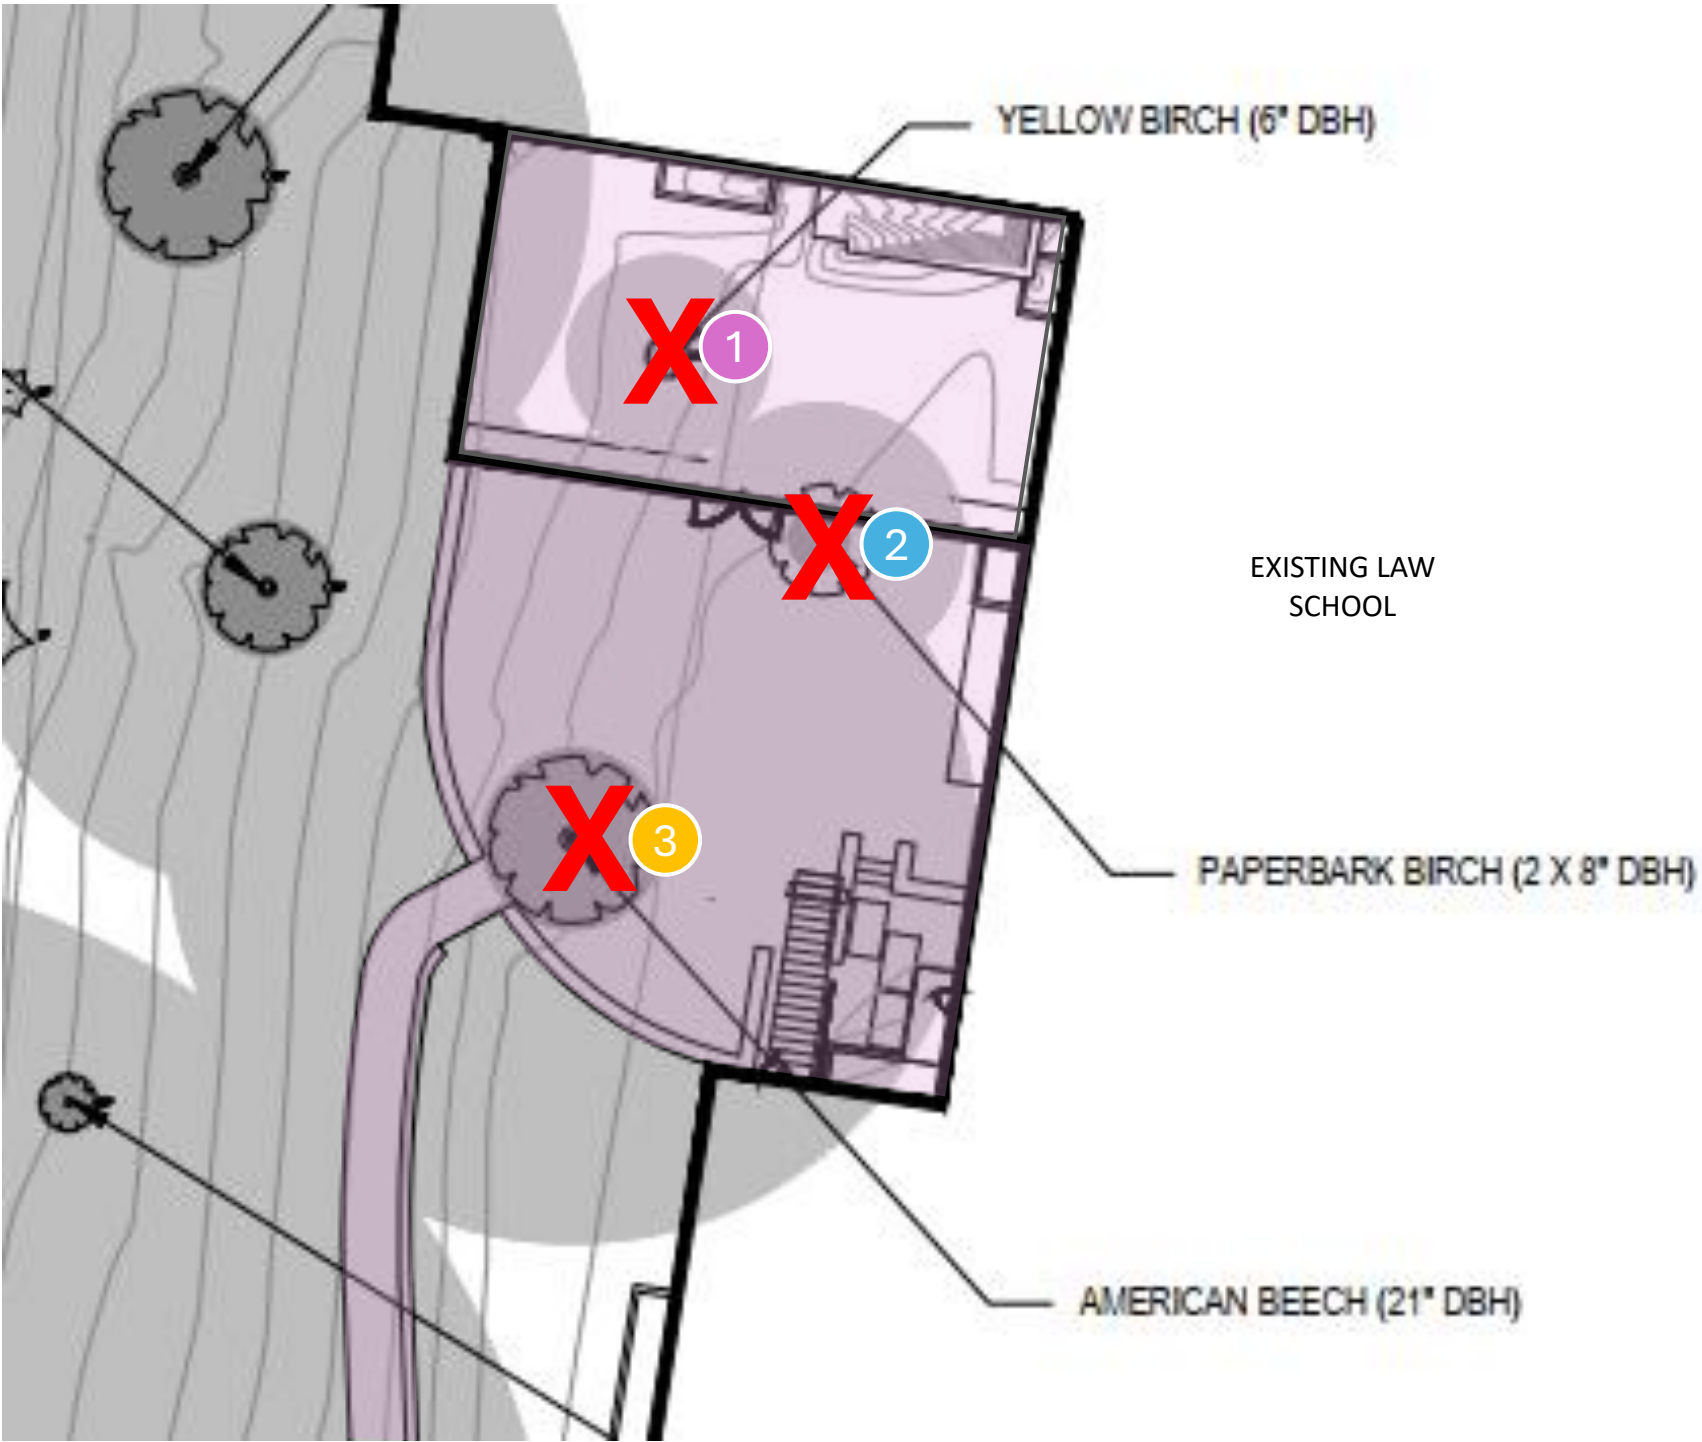 YELLOW BIRCH (6" DBH)
X 1
X 2
EXISTING LAW
SCHOOL
X 3
PAPERBARK BIRCH (2 X 8" DBH)
AMERICAN BEECH (21" DBH)